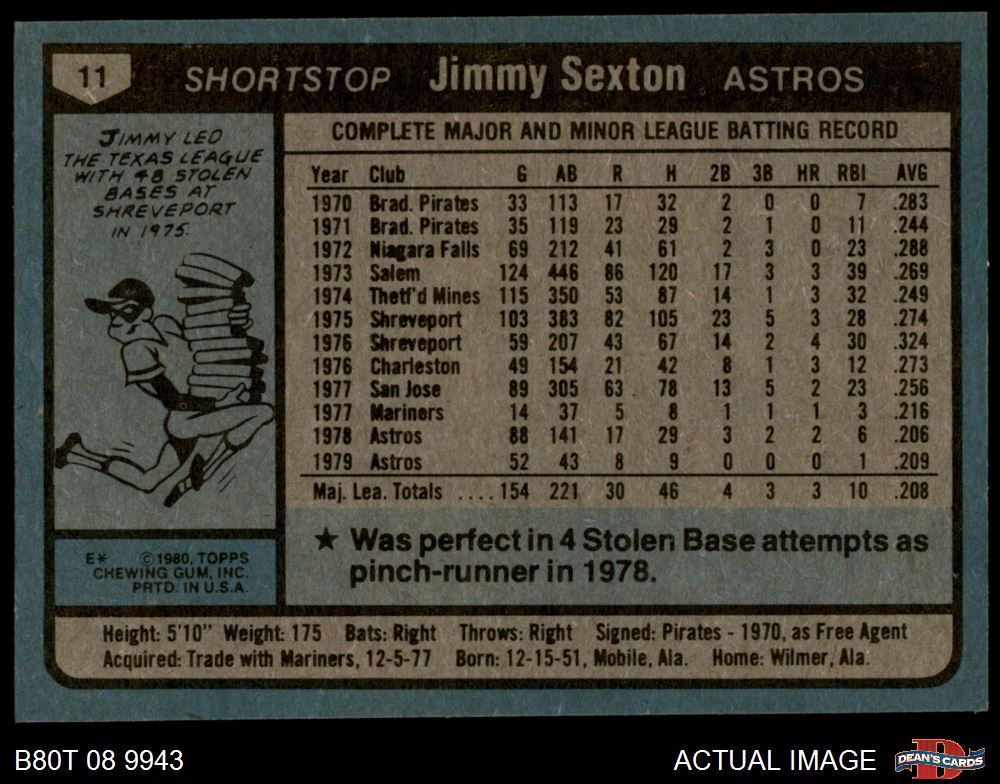 11 SHORTSTOP Jimmy Sexton ASTROS
JIMMY LED
THE TEXAS LEAGUE
WITH 48 STOLEN
BASES AT
SHREVEPORT
IN 1975.
COMPLETE MAJOR AND MINOR LEAGUE BATTING RECORD
Year Club G AB R H 2B 3B HR RBI AVG
1970 Brad. Pirates 33 113 17 32 2 0 0 7 .283
1971 Brad. Pirates 35 119 23 29 2 1 0 11 .244
1972 Niagara Falls 69 212 41 61 2 3 0 23 .288
1973 Salem 124 446 86 120 17 3 3 39 .269
1974 Thetf'd Mines 115 350 53 87 14 1 3 32 .249
1975 Shreveport 103 383 82 105 23 5 3 28 .274
1976 Shreveport 59 207 43 67 14 2 4 30 .324
1976 Charleston 49 154 21 42 8 1 3 12 .273
1977 San Jose 89 305 63 78 13 5 2 23 .256
1977 Mariners 14 37 5 8 1 1 1 3 .216
1978 Astros 88 141 17 29 3 2 2 6 .206
1979 Astros 52 43 8 9 0 0 0 1 .209
Maj. Lea. Totals .... 154 221 30 46 4 3 3 10 .208
★ Was perfect in 4 Stolen Base attempts as
pinch-runner in 1978.
E* ©1980, TOPPS
CHEWING GUM, INC.
PRTD. IN U.S.A.
Height: 5'10" Weight: 175 Bats: Right Throws: Right Signed: Pirates - 1970, as Free Agent
Acquired: Trade with Mariners, 12-5-77 Born: 12-15-51, Mobile, Ala. Home: Wilmer, Ala.
B80T 08 9943 ACTUAL IMAGE D DEAN'S CARDS